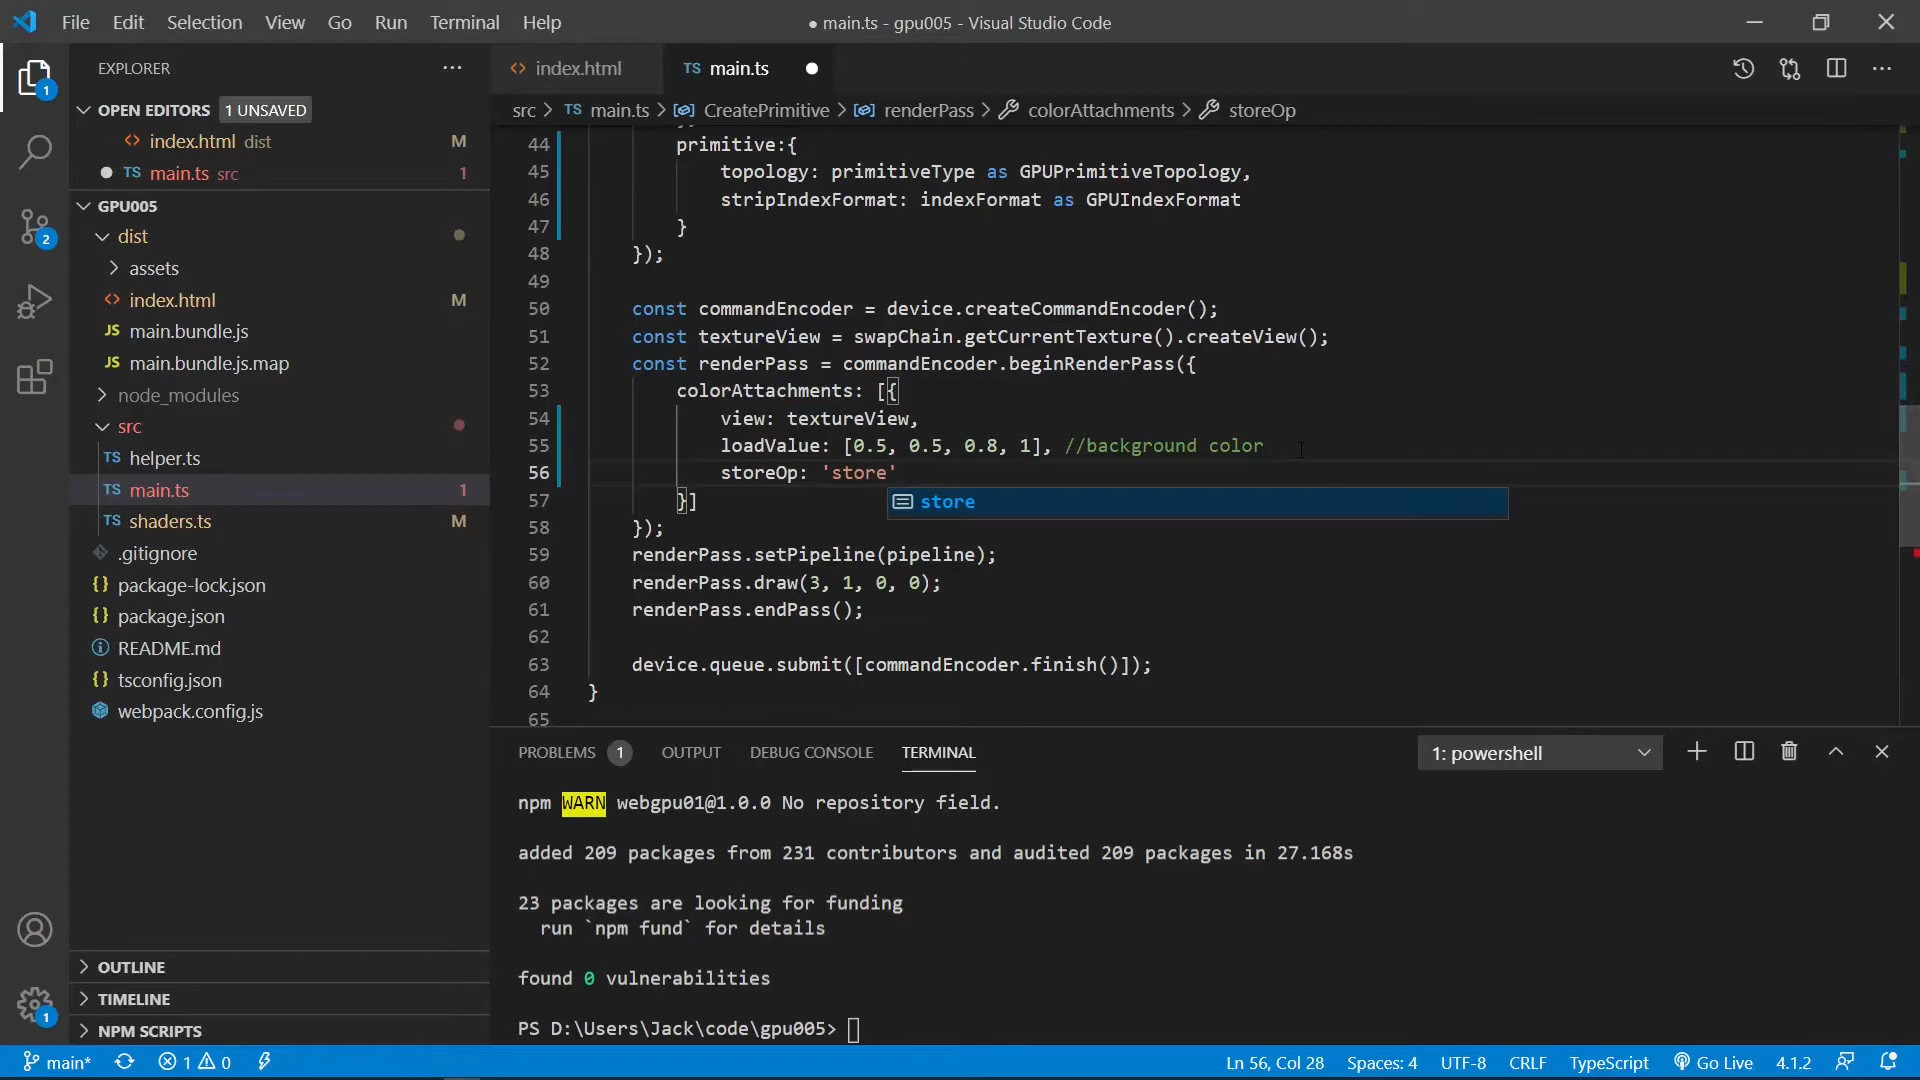 File Edit Selection View Go Run Terminal Help
● main.ts - gpu005 - Visual Studio Code
EXPLORER
1
OPEN EDITORS 1 UNSAVED
index.html dist M
TS main.ts src 1
GPU005
2
dist
assets
index.html M
JS main.bundle.js
JS main.bundle.js.map
node_modules
src
TS helper.ts
TS main.ts 1
TS shaders.ts M
.gitignore
{} package-lock.json
{} package.json
README.md
{} tsconfig.json
webpack.config.js
OUTLINE
TIMELINE
NPM SCRIPTS
1
index.html
TS main.ts
src > TS main.ts > CreatePrimitive > renderPass > colorAttachments > storeOp
44 primitive:{
45 topology: primitiveType as GPUPrimitiveTopology,
46 stripIndexFormat: indexFormat as GPUIndexFormat
47 }
48 });
49
50 const commandEncoder = device.createCommandEncoder();
51 const textureView = swapChain.getCurrentTexture().createView();
52 const renderPass = commandEncoder.beginRenderPass({
53 colorAttachments: [{
54 view: textureView,
55 loadValue: [0.5, 0.5, 0.8, 1], //background color
56 storeOp: 'store'
57 }]
store
58 });
59 renderPass.setPipeline(pipeline);
60 renderPass.draw(3, 1, 0, 0);
61 renderPass.endPass();
62
63 device.queue.submit([commandEncoder.finish()]);
64 }
65
PROBLEMS 1 OUTPUT DEBUG CONSOLE TERMINAL
1: powershell
npm WARN webgpu01@1.0.0 No repository field.
added 209 packages from 231 contributors and audited 209 packages in 27.168s
23 packages are looking for funding
run `npm fund` for details
found 0 vulnerabilities
PS D:\Users\Jack\code\gpu005>
main* 1 0
Ln 56, Col 28 Spaces: 4 UTF-8 CRLF TypeScript Go Live 4.1.2